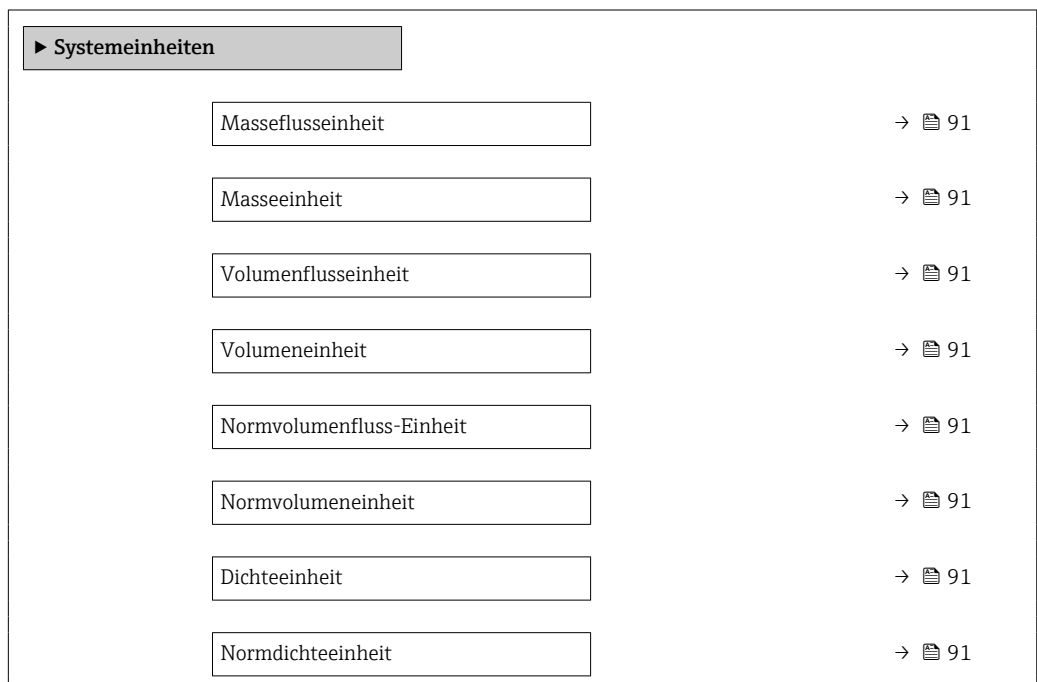 ▶ Systemeinheiten
Masseflusseinheit → 91
Masseeinheit → 91
Volumenflusseinheit → 91
Volumeneinheit → 91
Normvolumenfluss-Einheit → 91
Normvolumeneinheit → 91
Dichteeinheit → 91
Normdichteeinheit → 91